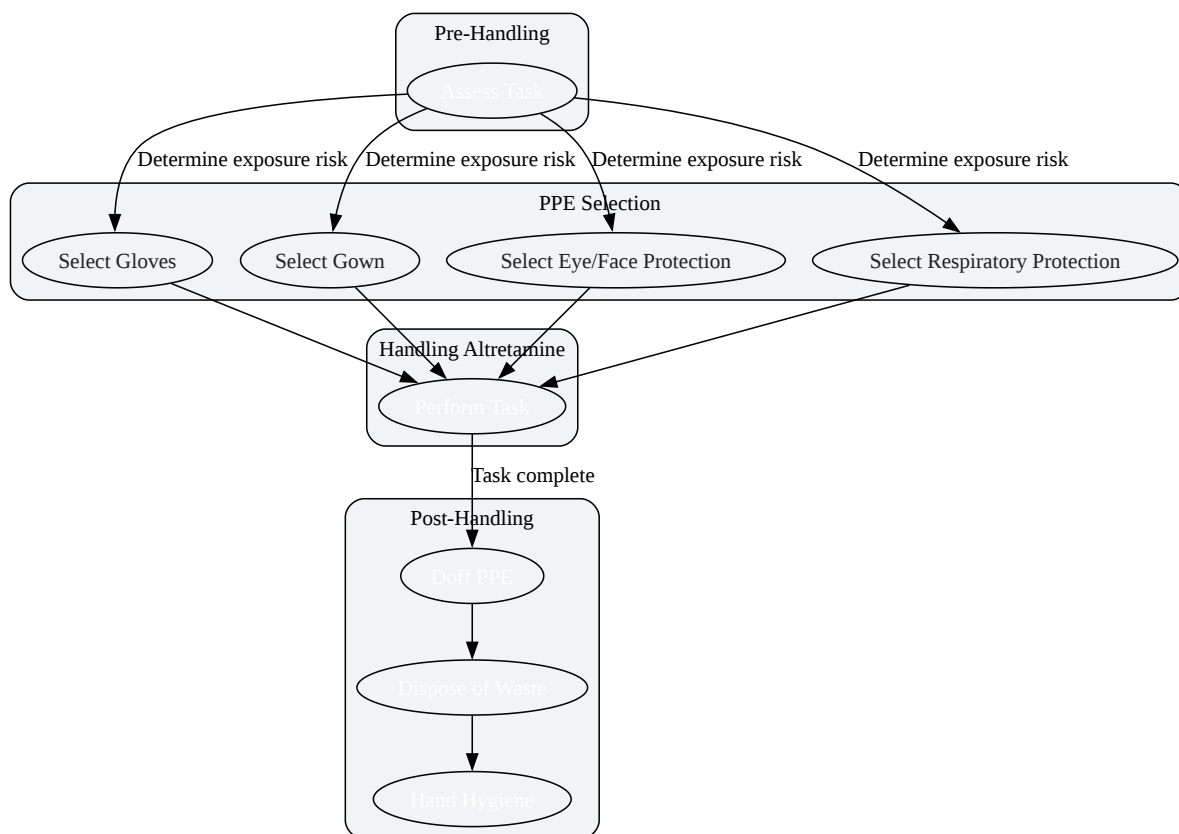 Pre-Handling
Assess Task
Determine exposure risk
Determine exposure risk
Determine exposure risk
Determine exposure risk
PPE Selection
Select Gloves
Select Gown
Select Eye/Face Protection
Select Respiratory Protection
Handling Altretamine
Perform Task
Task complete
Post-Handling
Doff PPE
Dispose of Waste
Hand Hygiene